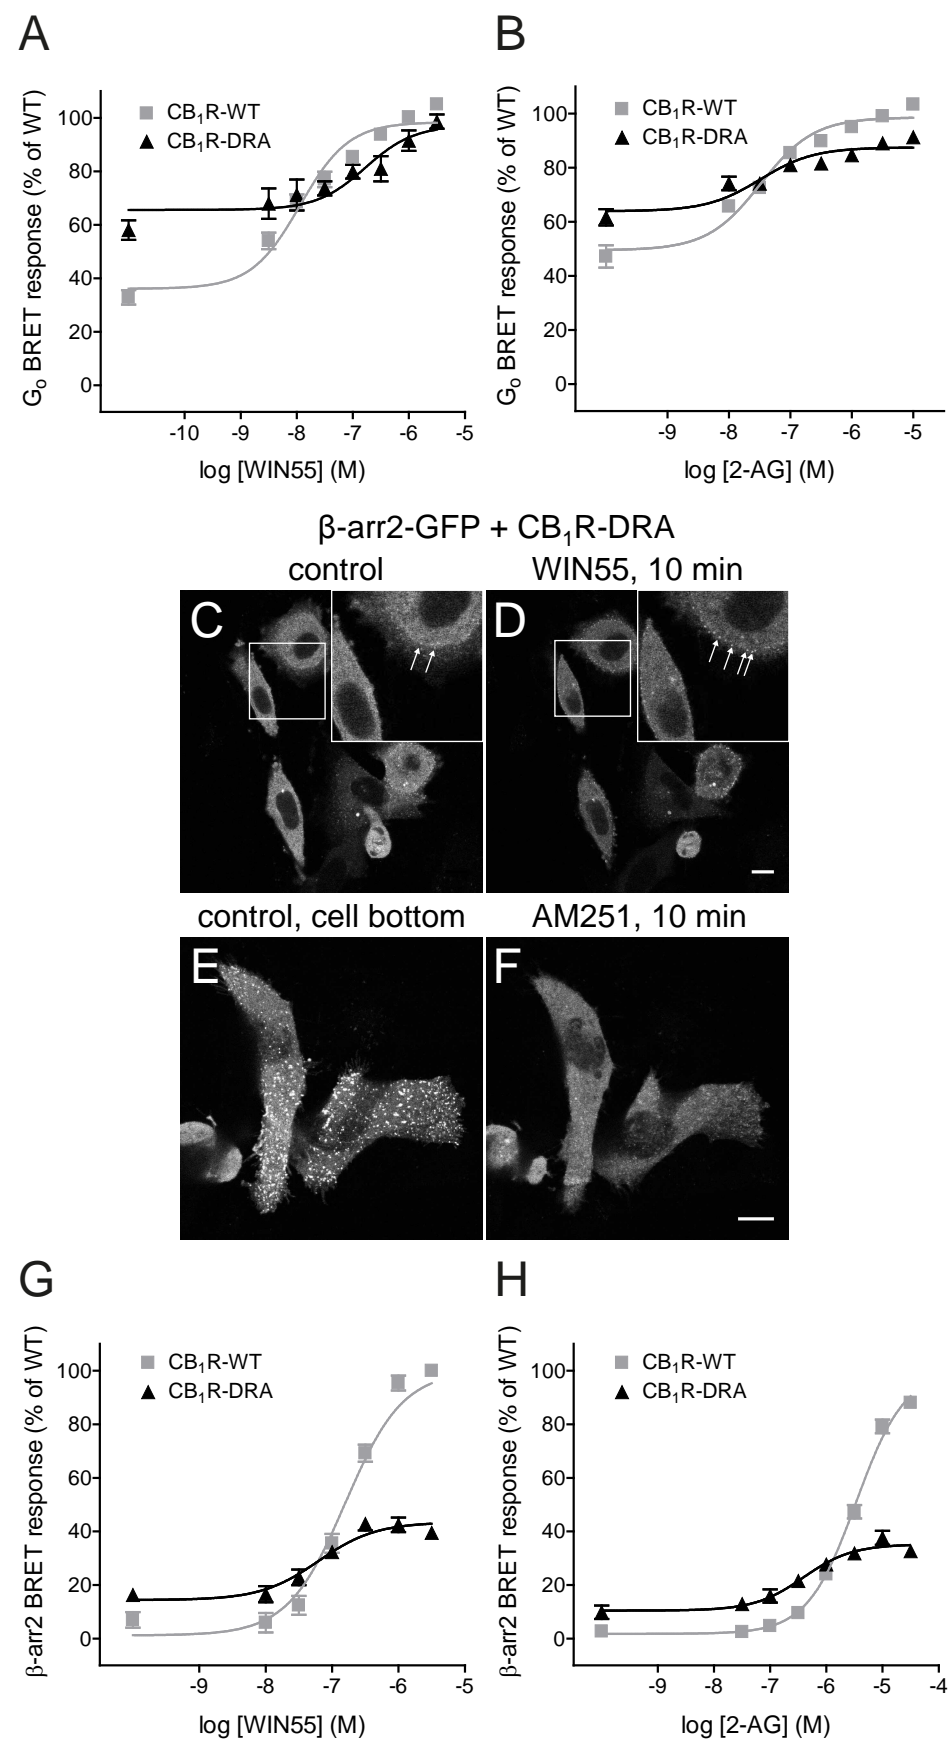 A
B
G₀ BRET response (% of WT)
100
80
60
40
20
0
CB₁R-WT
CB₁R-DRA
-10
-9
-8
-7
-6
-5
log [WIN55] (M)
G₀ BRET response (% of WT)
100
80
60
40
20
0
CB₁R-WT
CB₁R-DRA
-9
-8
-7
-6
-5
log [2-AG] (M)
β-arr2-GFP + CB₁R-DRA
control
WIN55, 10 min
C
D
control, cell bottom
AM251, 10 min
E
F
G
H
β-arr2 BRET response (% of WT)
100
80
60
40
20
0
CB₁R-WT
CB₁R-DRA
-9
-8
-7
-6
-5
log [WIN55] (M)
β-arr2 BRET response (% of WT)
100
80
60
40
20
0
CB₁R-WT
CB₁R-DRA
-9
-8
-7
-6
-5
-4
log [2-AG] (M)